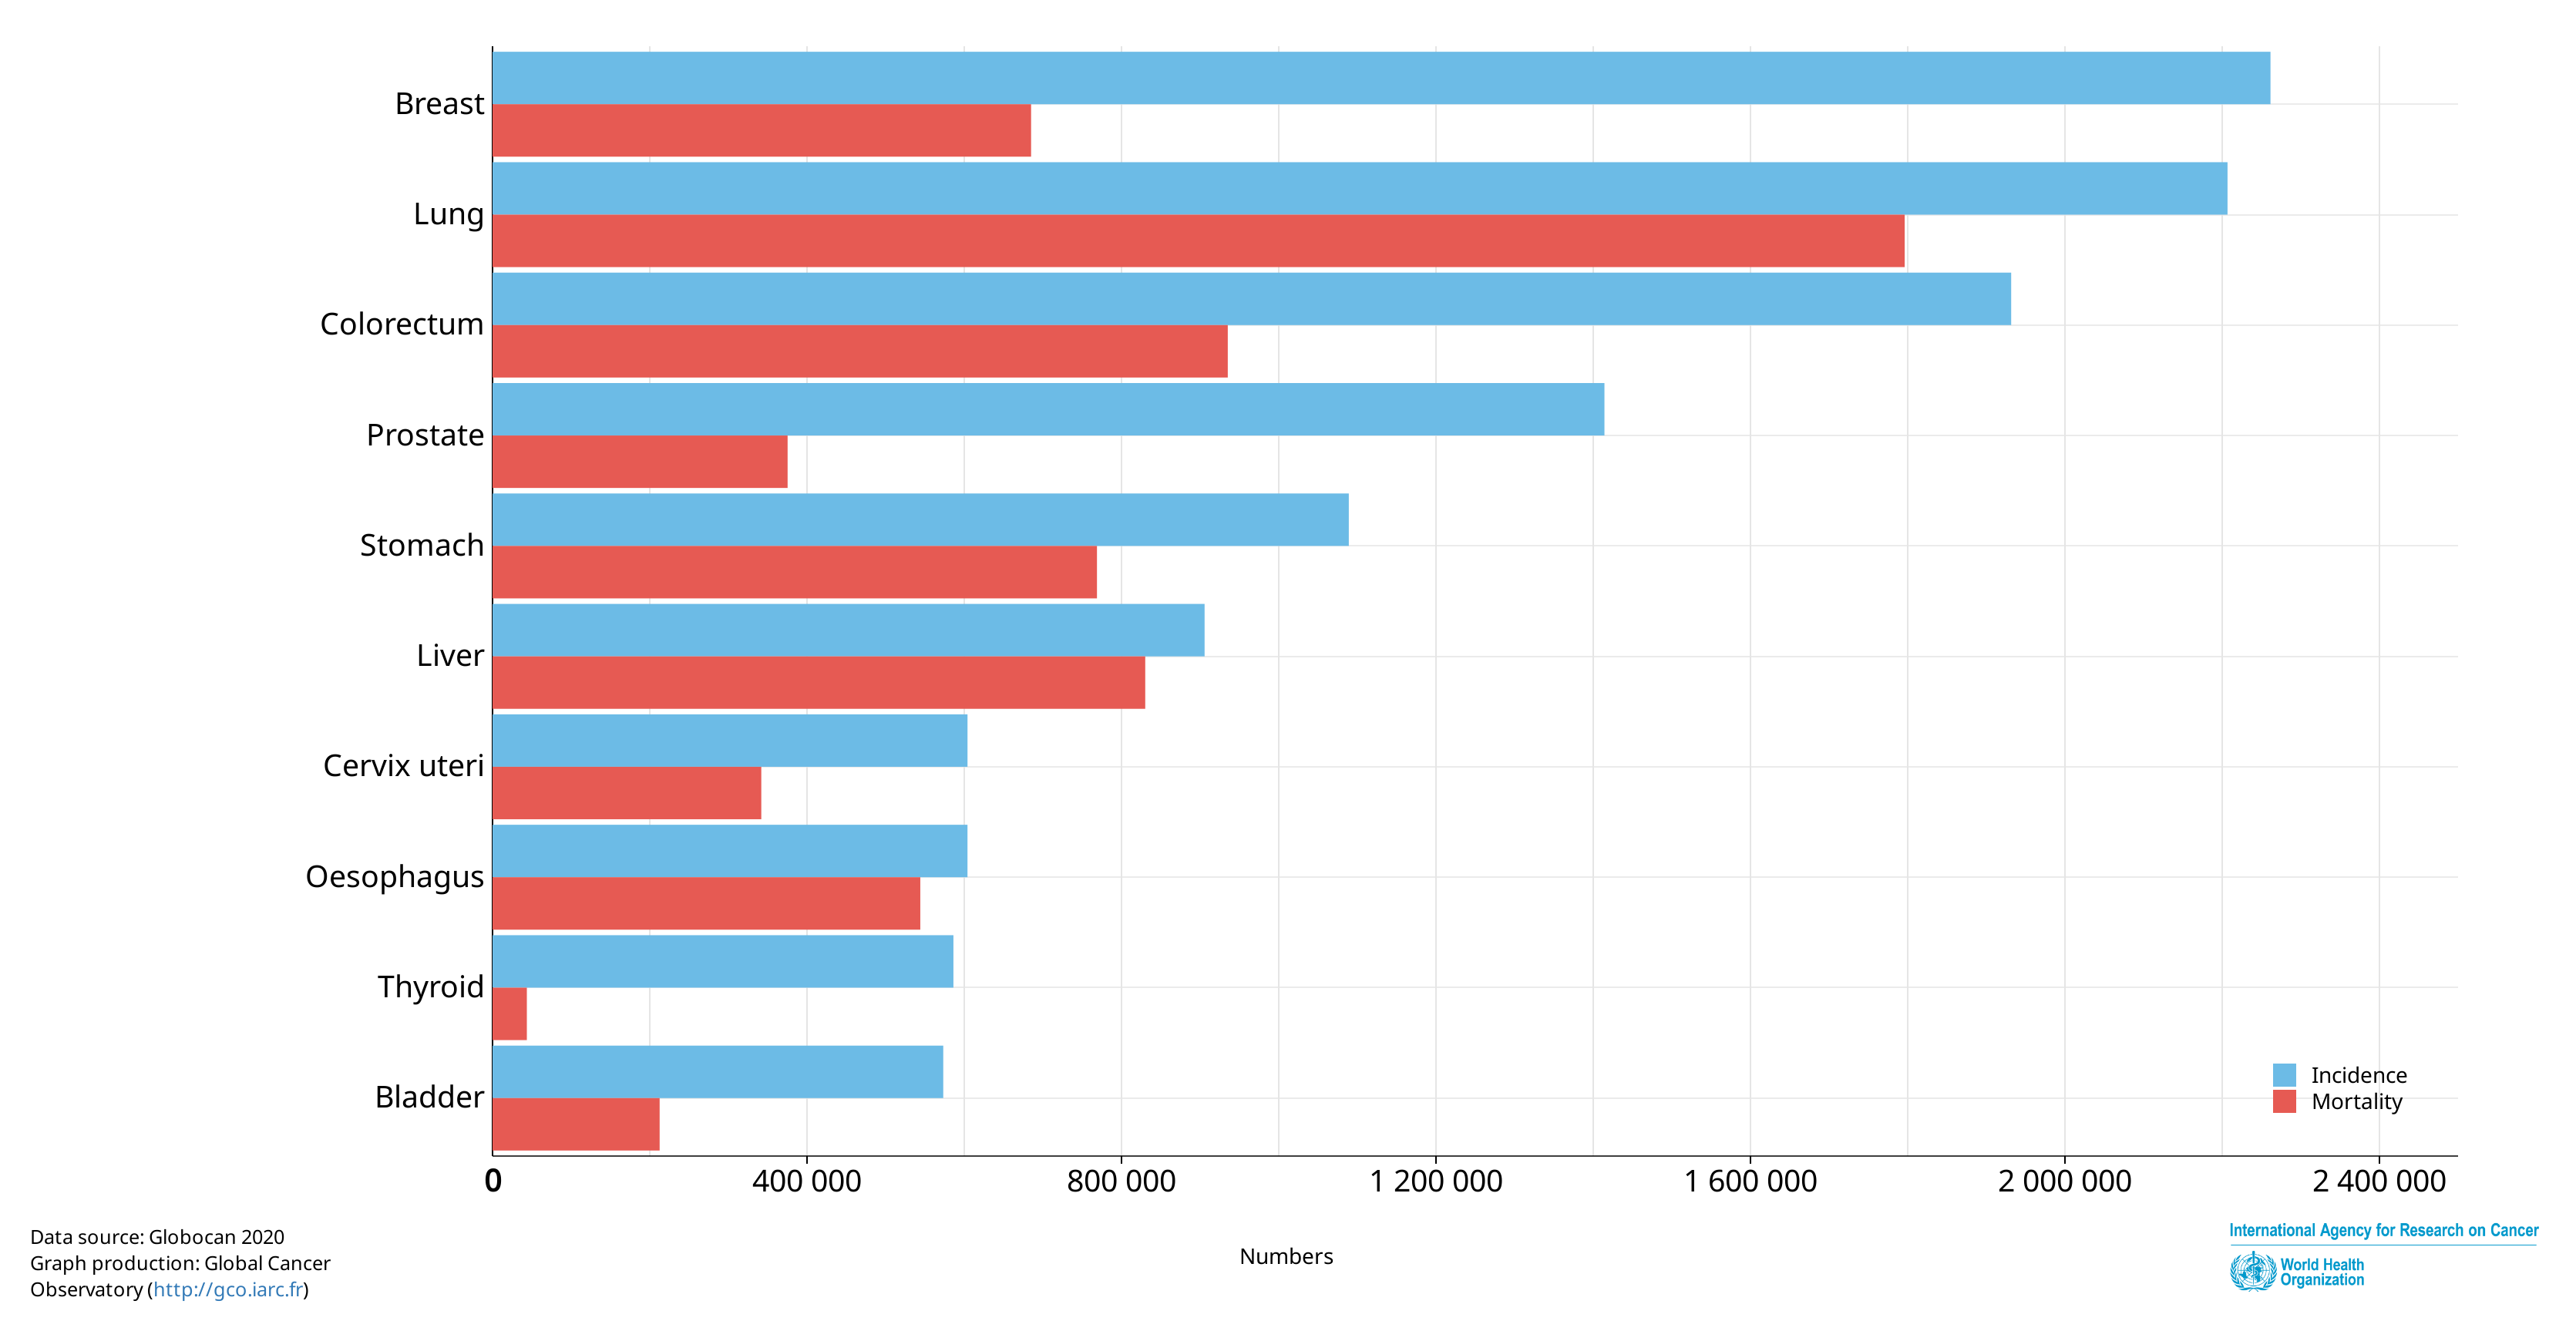 Breast
Lung
Colorectum
Prostate
Stomach
Liver
Cervix uteri
Oesophagus
Thyroid
Bladder
Incidence
Mortality
0 400 000 800 000 1 200 000 1 600 000 2 000 000 2 400 000
Numbers
Data source: Globocan 2020
Graph production: Global Cancer
Observatory (http://gco.iarc.fr)
International Agency for Research on Cancer
World Health
Organization